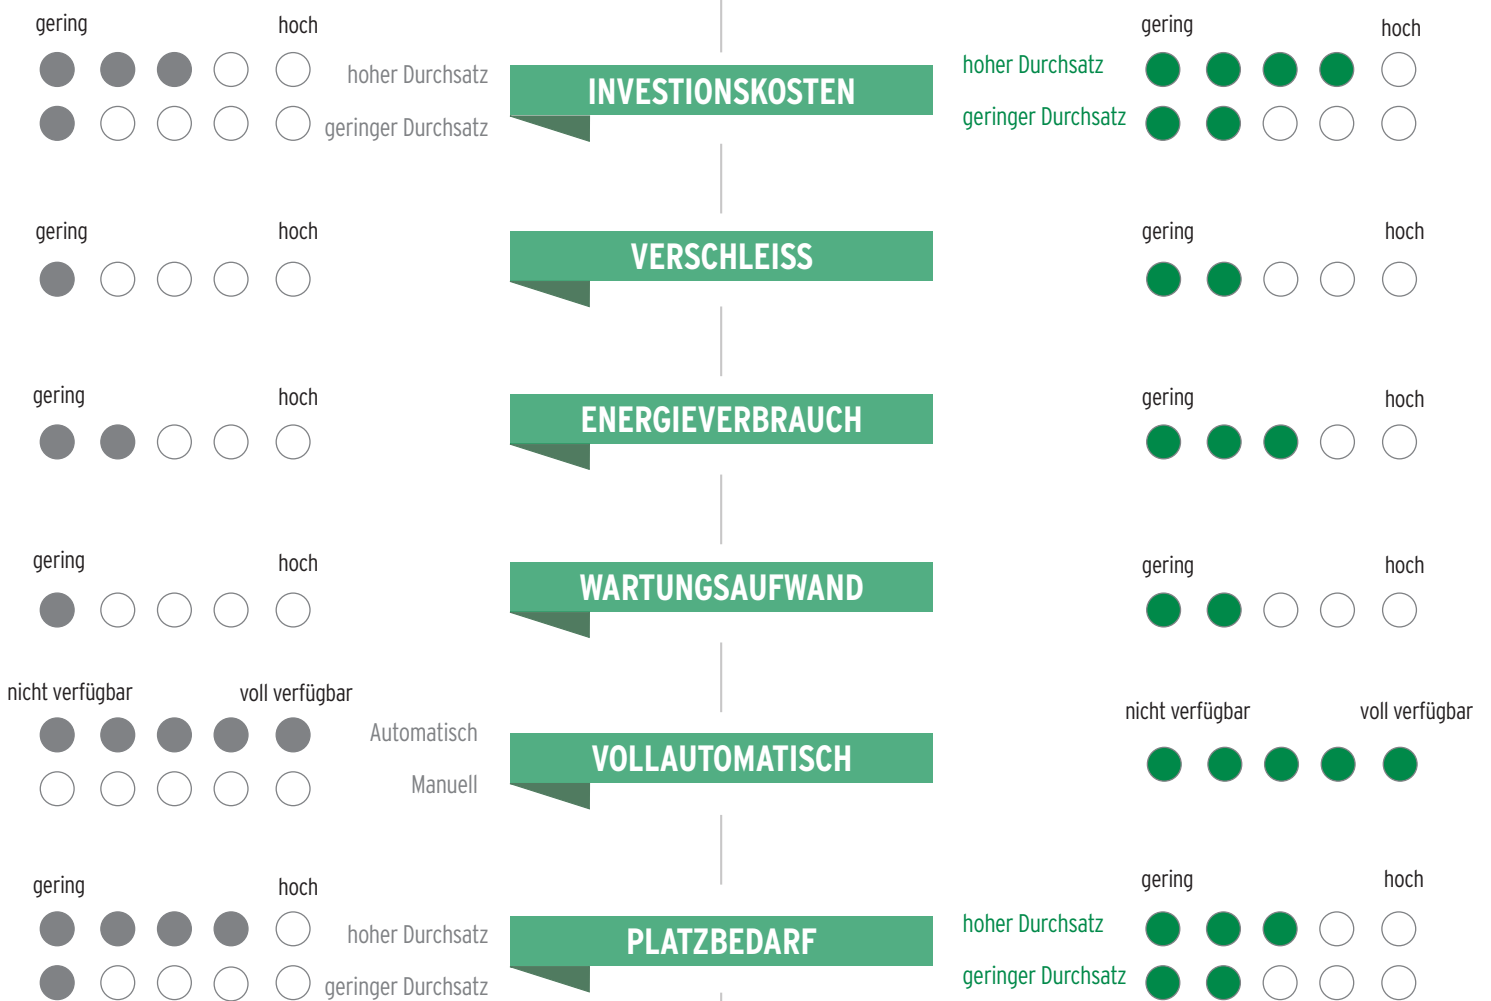 gering hoch
hoher Durchsatz
geringer Durchsatz
INVESTIONSKOSTEN
gering hoch
hoher Durchsatz
geringer Durchsatz
gering hoch
VERSCHLEISS
gering hoch
gering hoch
ENERGIEVERBRAUCH
gering hoch
gering hoch
WARTUNGSAUFWAND
gering hoch
nicht verfügbar voll verfügbar
Automatisch
Manuell
VOLLAUTOMATISCH
nicht verfügbar voll verfügbar
gering hoch
hoher Durchsatz
geringer Durchsatz
PLATZBEDARF
gering hoch
hoher Durchsatz
geringer Durchsatz